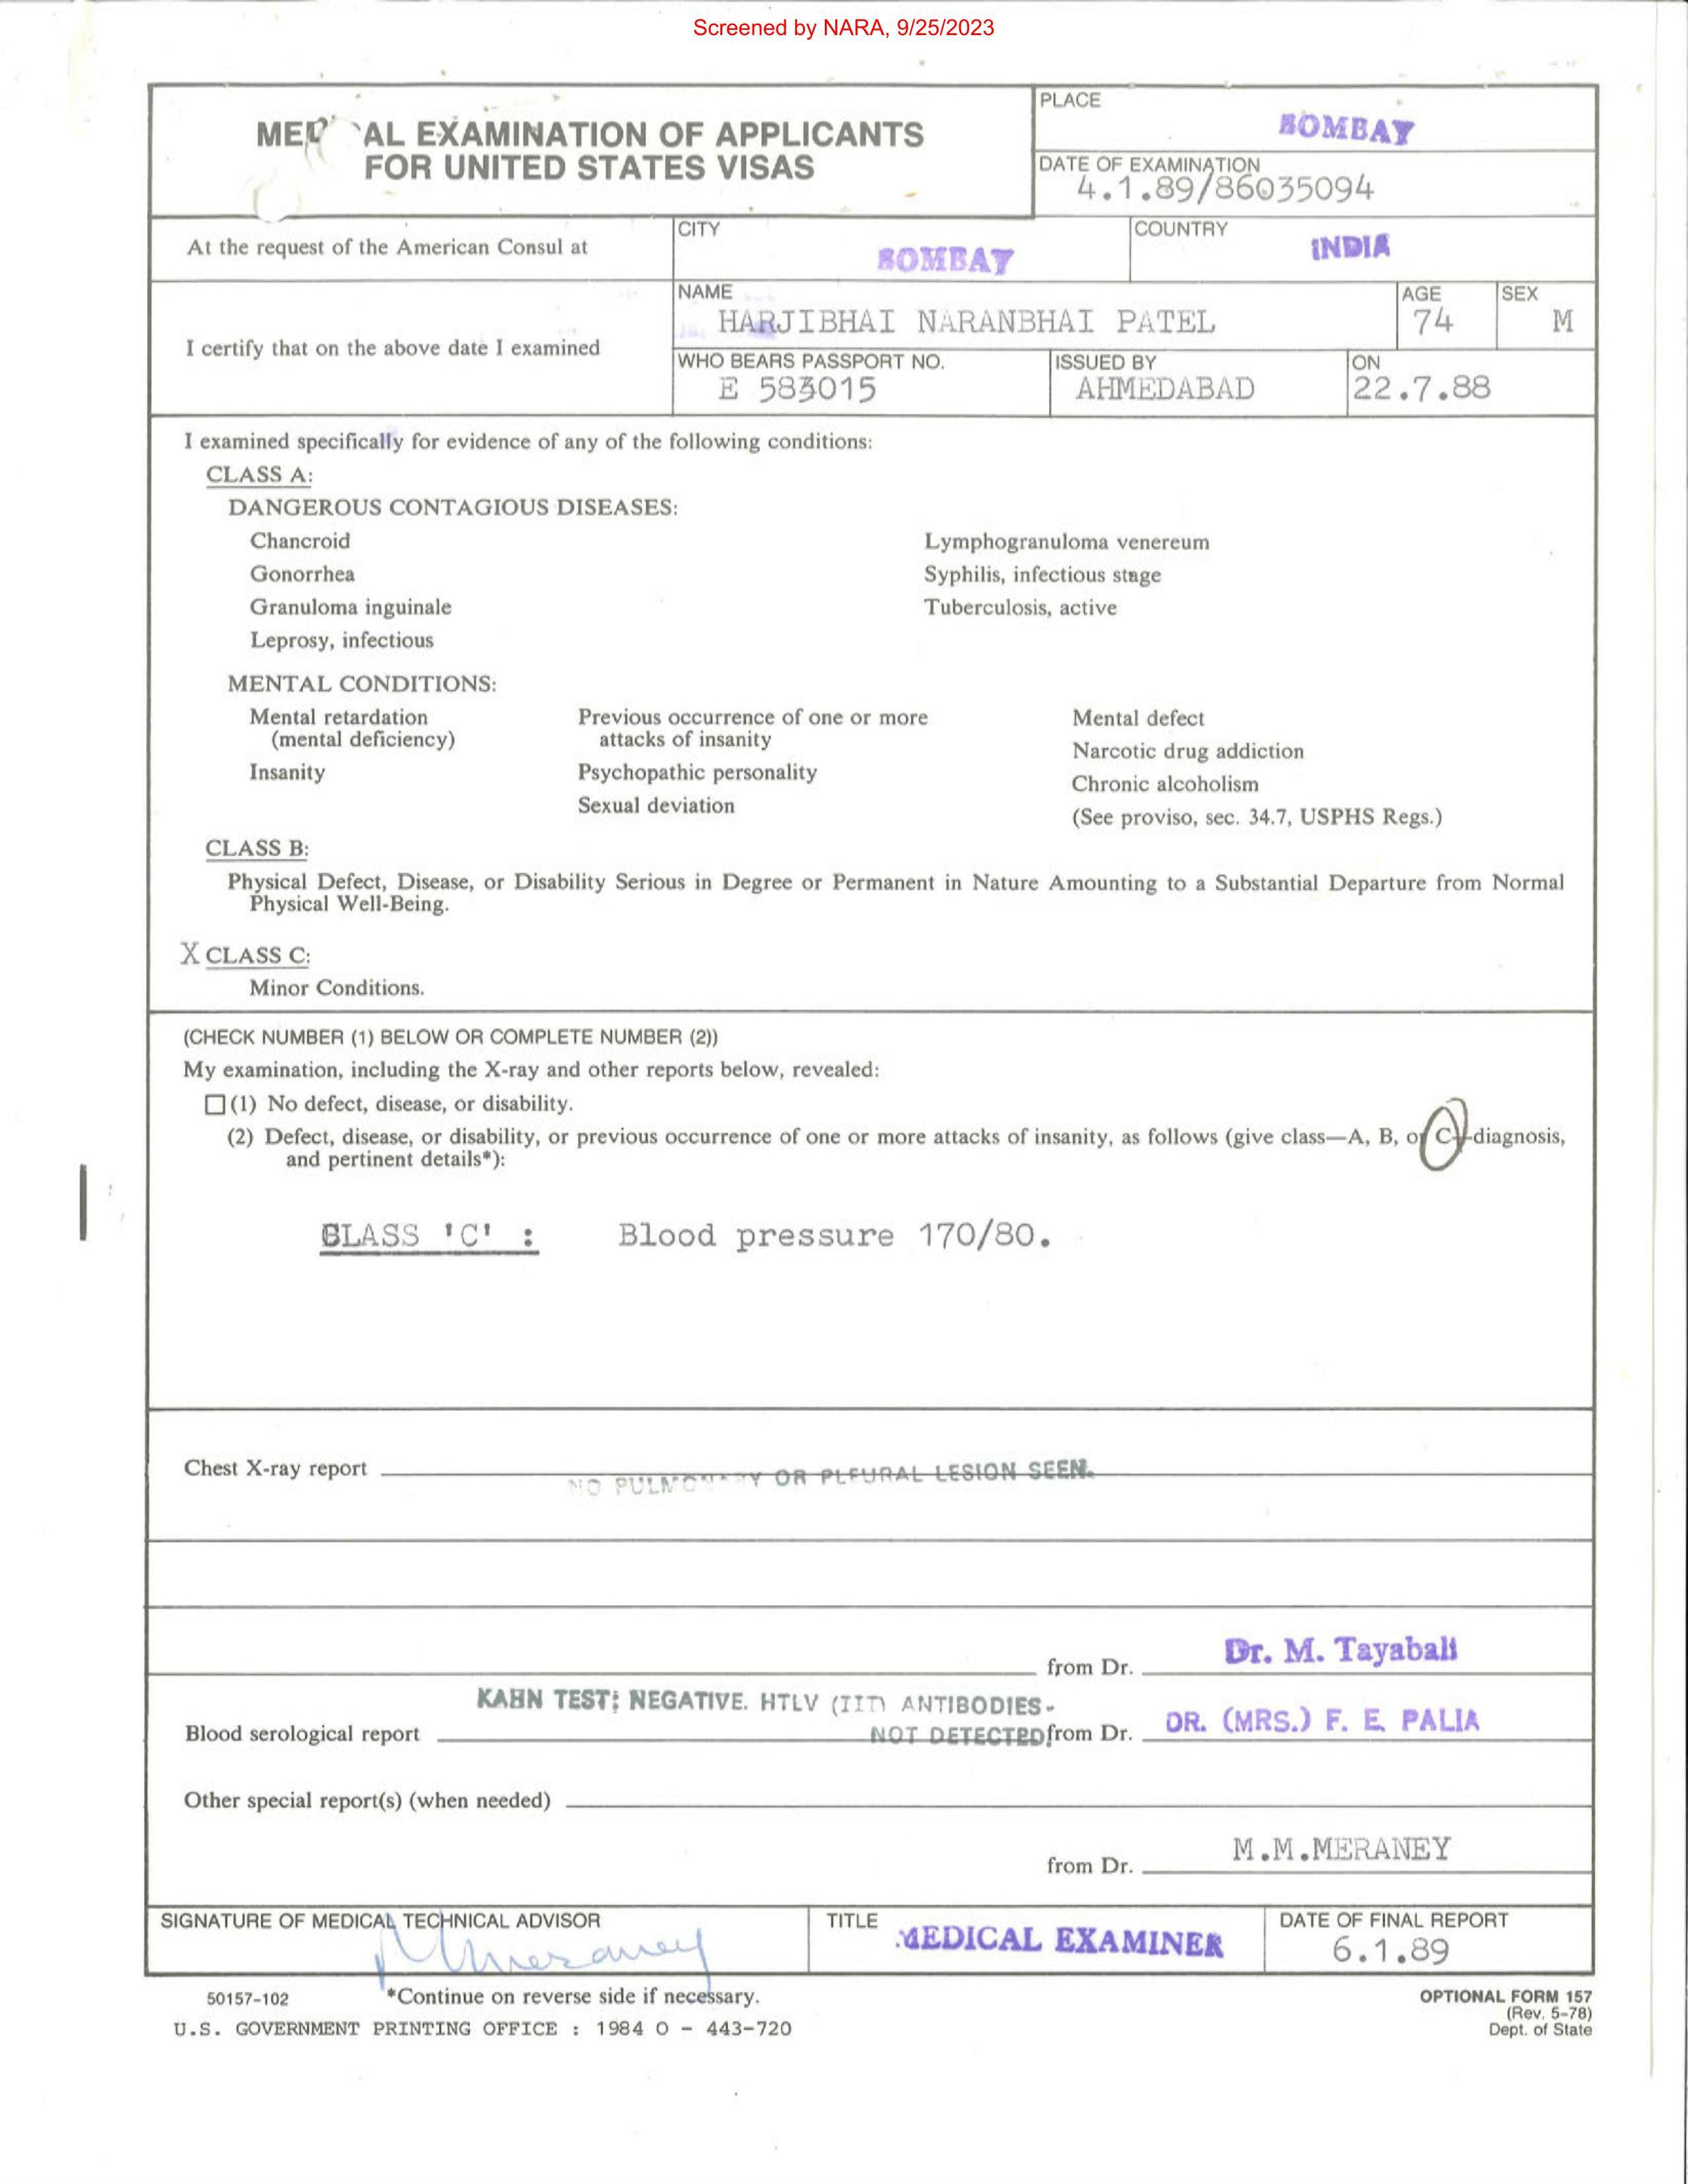 Screened by NARA, 9/25/2023
MEDICAL EXAMINATION OF APPLICANTS
FOR UNITED STATES VISAS
PLACE
BOMBAY
DATE OF EXAMINATION
4.1.89/86035094
At the request of the American Consul at
CITY
BOMBAY
COUNTRY
INDIA
I certify that on the above date I examined
NAME
HARJIBHAI NARANBHAI PATEL
AGE
74
SEX
M
WHO BEARS PASSPORT NO.
E 583015
ISSUED BY
AHMEDABAD
ON
22.7.88
I examined specifically for evidence of any of the following conditions:
CLASS A:
DANGEROUS CONTAGIOUS DISEASES:
Chancroid
Gonorrhea
Granuloma inguinale
Leprosy, infectious
Lymphogranuloma venereum
Syphilis, infectious stage
Tuberculosis, active
MENTAL CONDITIONS:
Mental retardation
(mental deficiency)
Insanity
Previous occurrence of one or more
attacks of insanity
Psychopathic personality
Sexual deviation
Mental defect
Narcotic drug addiction
Chronic alcoholism
(See proviso, sec. 34.7, USPHS Regs.)
CLASS B:
Physical Defect, Disease, or Disability Serious in Degree or Permanent in Nature Amounting to a Substantial Departure from Normal
Physical Well-Being.
X CLASS C:
Minor Conditions.
(CHECK NUMBER (1) BELOW OR COMPLETE NUMBER (2))
My examination, including the X-ray and other reports below, revealed:
(1) No defect, disease, or disability.
(2) Defect, disease, or disability, or previous occurrence of one or more attacks of insanity, as follows (give class—A, B, or C—diagnosis,
and pertinent details*):
CLASS 'C' : Blood pressure 170/80.
Chest X-ray report
NO PULMONARY OR PLEURAL LESION SEEN.
from Dr. Dr. M. Tayabali
KAHN TEST: NEGATIVE. HTLV (III) ANTIBODIES-
Blood serological report NOT DETECTED from Dr. DR. (MRS.) F. E. PALIA
Other special report(s) (when needed)
from Dr. M.M.MERANEY
SIGNATURE OF MEDICAL TECHNICAL ADVISOR
Meraney
TITLE
MEDICAL EXAMINER
DATE OF FINAL REPORT
6.1.89
50157-102
*Continue on reverse side if necessary.
U.S. GOVERNMENT PRINTING OFFICE : 1984 O - 443-720
OPTIONAL FORM 157
(Rev. 5-78)
Dept. of State